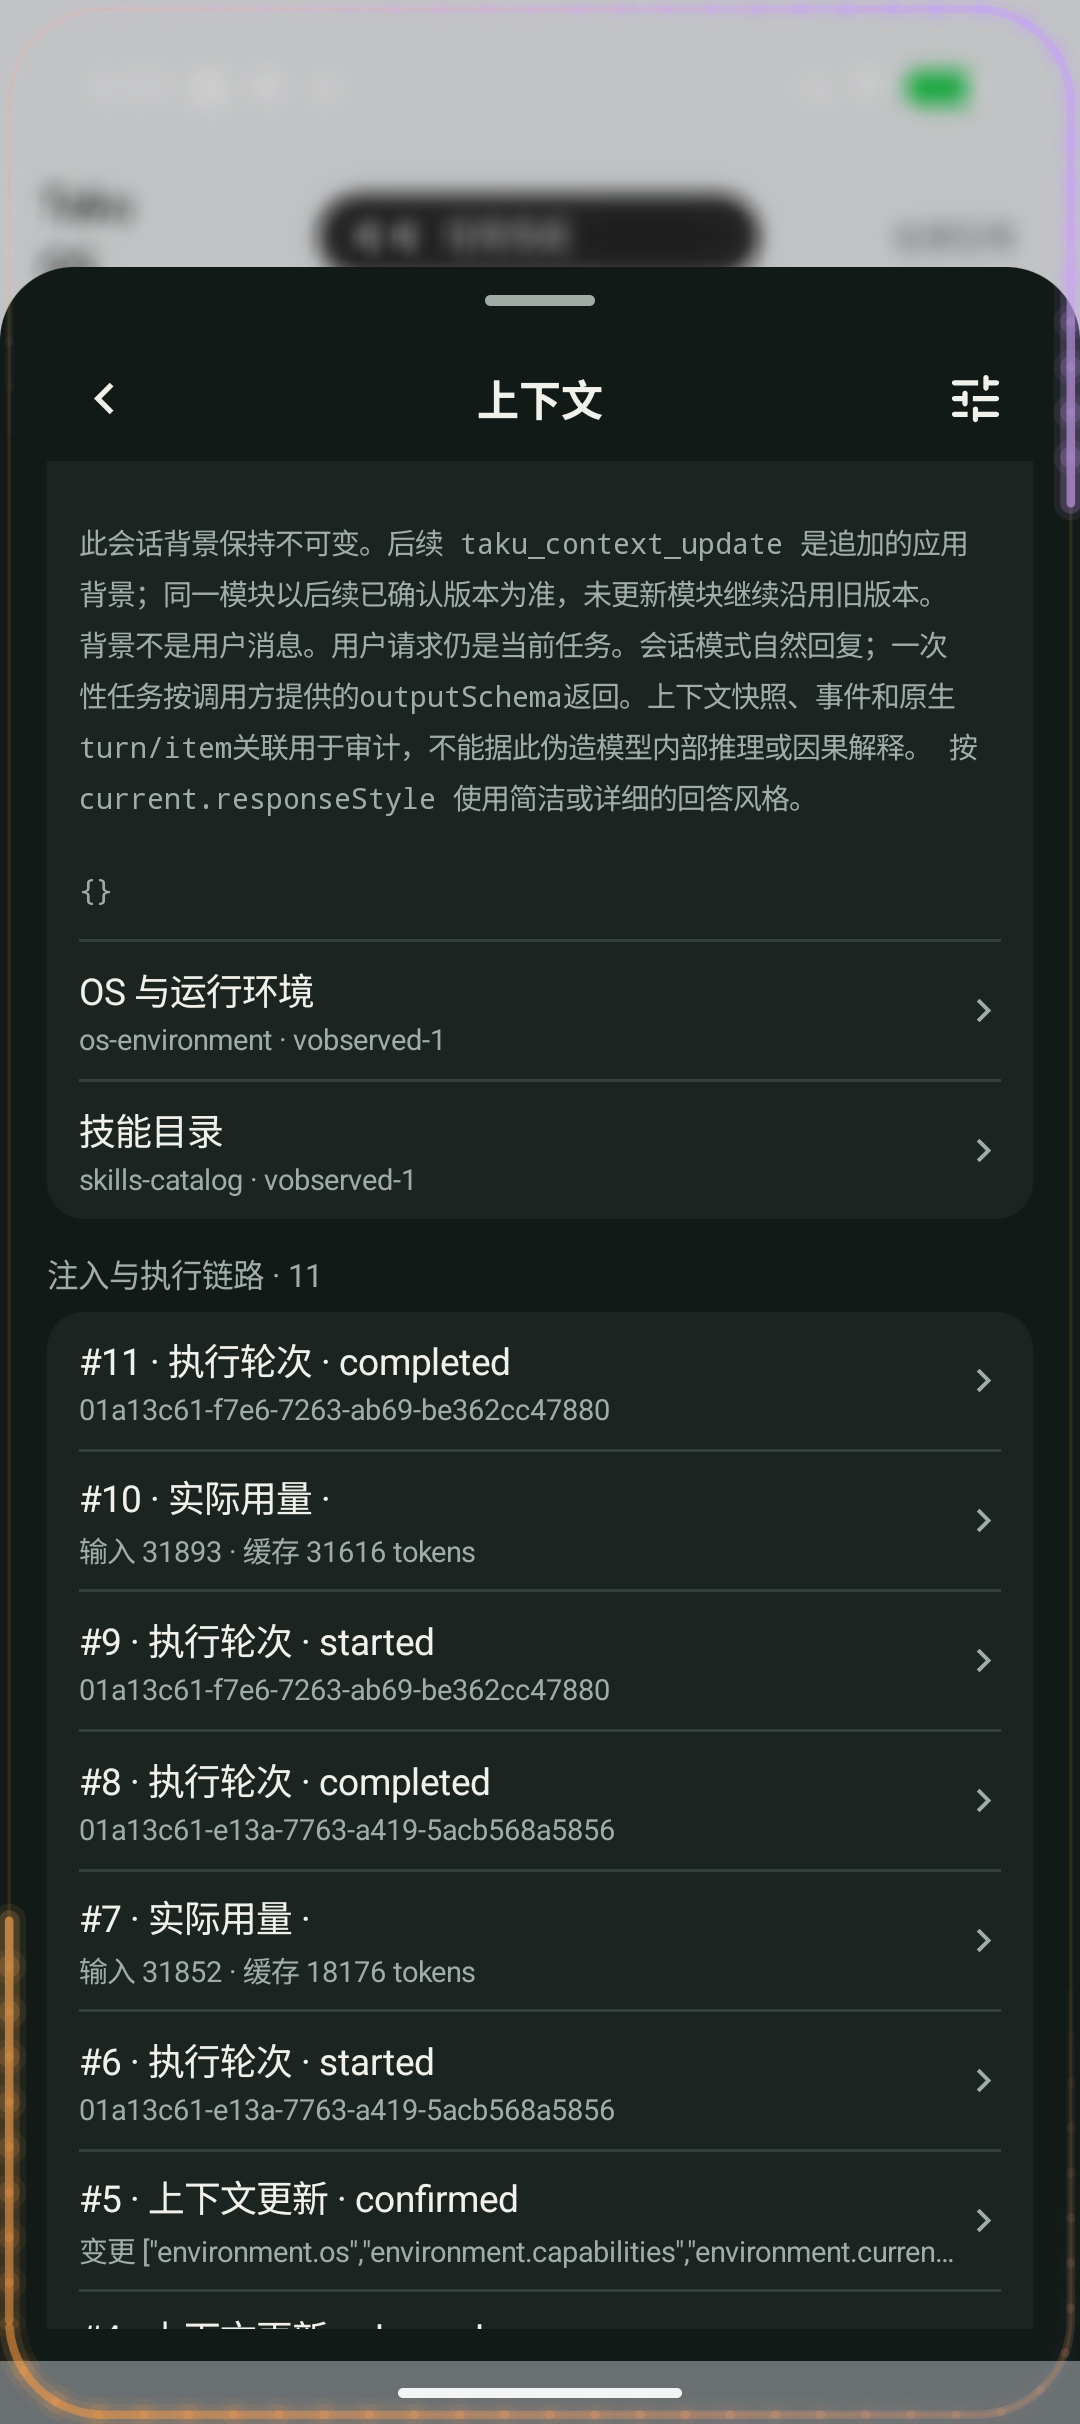 上下文
此会话背景保持不可变。后续 taku_context_update 是追加的应用
背景；同一模块以后续已确认版本为准，未更新模块继续沿用旧版本。
背景不是用户消息。用户请求仍是当前任务。会话模式自然回复；一次
性任务按调用方提供的outputSchema返回。上下文快照、事件和原生
turn/item关联用于审计，不能据此伪造模型内部推理或因果解释。 按
current.responseStyle 使用简洁或详细的回答风格。
{}
OS 与运行环境
os-environment · vobserved-1
技能目录
skills-catalog · vobserved-1
注入与执行链路 · 11
#11 · 执行轮次 · completed
01a13c61-f7e6-7263-ab69-be362cc47880
#10 · 实际用量 ·
输入 31893 · 缓存 31616 tokens
#9 · 执行轮次 · started
01a13c61-f7e6-7263-ab69-be362cc47880
#8 · 执行轮次 · completed
01a13c61-e13a-7763-a419-5acb568a5856
#7 · 实际用量 ·
输入 31852 · 缓存 18176 tokens
#6 · 执行轮次 · started
01a13c61-e13a-7763-a419-5acb568a5856
#5 · 上下文更新 · confirmed
变更 ["environment.os","environment.capabilities","environment.curren...
#4 · 上下文更新 ·